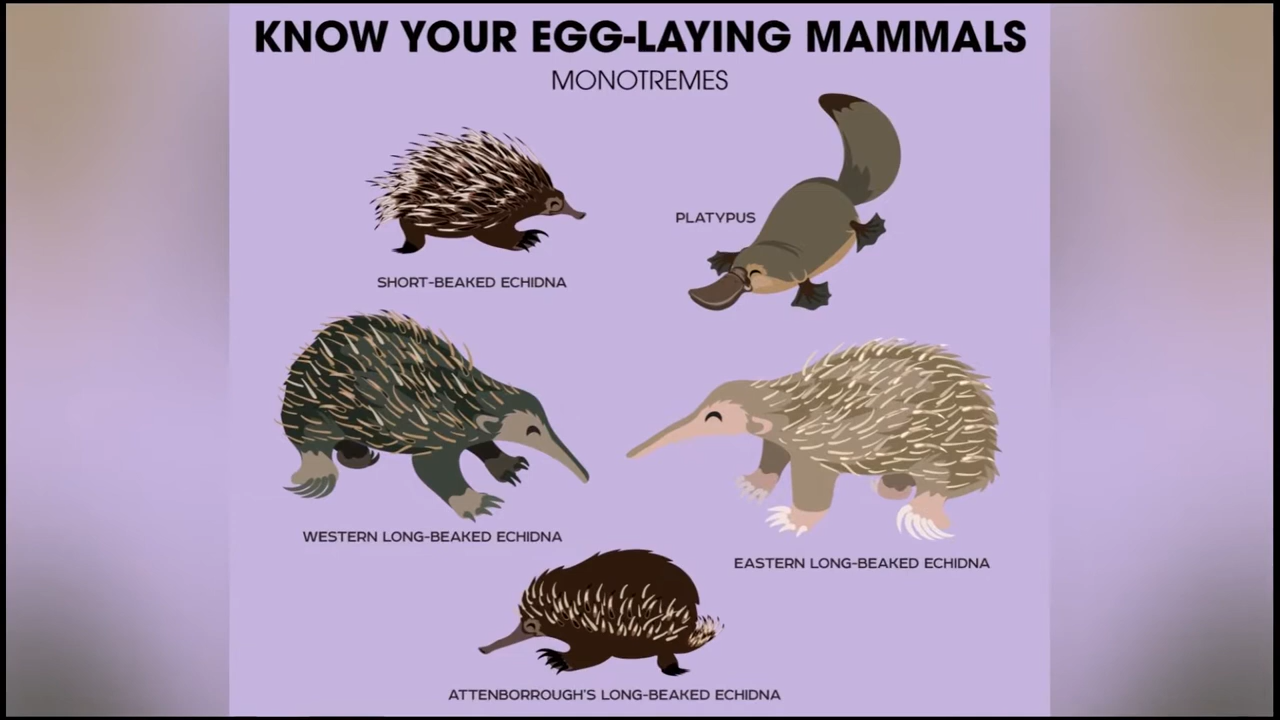 KNOW YOUR EGG-LAYING MAMMALS
MONOTREMES
PLATYPUS
SHORT-BEAKED ECHIDNA
WESTERN LONG-BEAKED ECHIDNA
EASTERN LONG-BEAKED ECHIDNA
ATTENBORROUGH'S LONG-BEAKED ECHIDNA